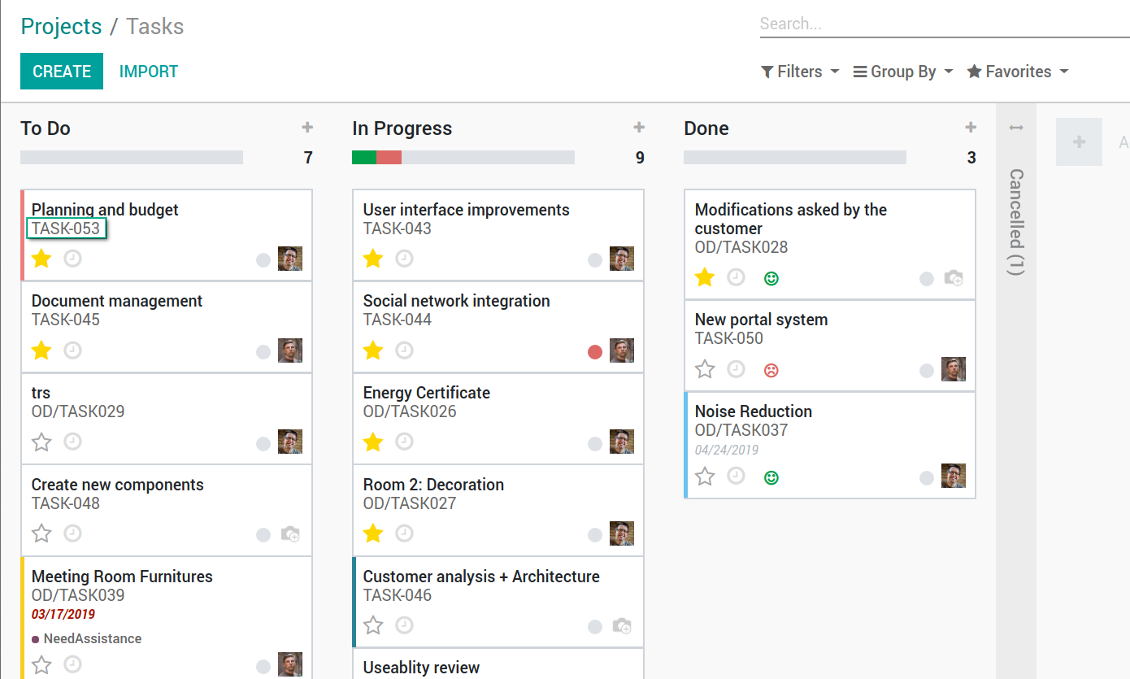 Projects / Tasks
Search...
CREATE IMPORT
Filters Group By Favorites
To Do
7
Planning and budget
TASK-053
Document management
TASK-045
trs
OD/TASK029
Create new components
TASK-048
Meeting Room Furnitures
OD/TASK039
03/17/2019
NeedAssistance
In Progress
9
User interface improvements
TASK-043
Social network integration
TASK-044
Energy Certificate
OD/TASK026
Room 2: Decoration
OD/TASK027
Customer analysis + Architecture
TASK-046
Useablity review
Done
3
Modifications asked by the
customer
OD/TASK028
New portal system
TASK-050
Noise Reduction
OD/TASK037
04/24/2019
Cancelled (1)
A